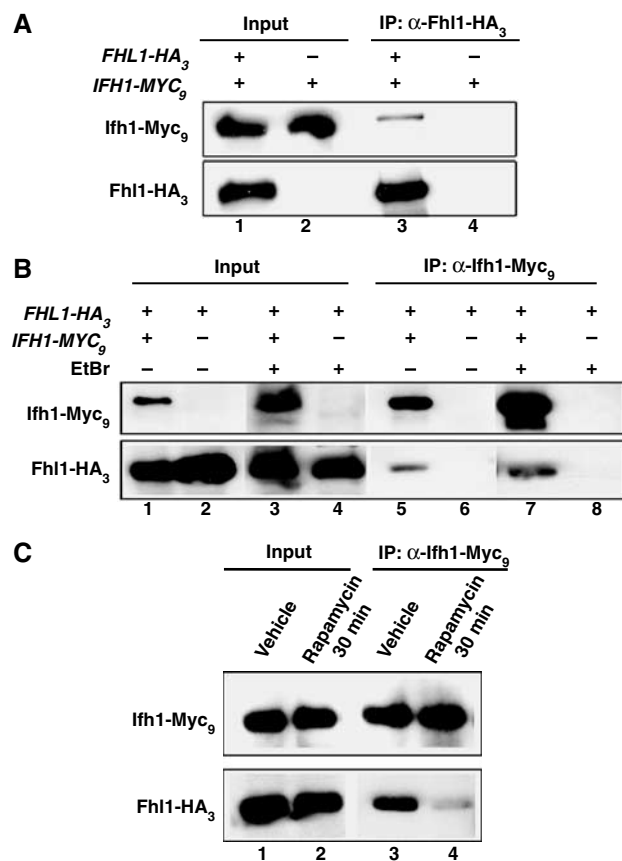 A
Input IP: α-Fhl1-HA₃
FHL1-HA₃ + – + –
IFH1-MYC₉ + + + +
Ifh1-Myc₉
Fhl1-HA₃
1 2 3 4
B
Input IP: α-Ifh1-Myc₉
FHL1-HA₃ + + + + + + + +
IFH1-MYC₉ + – + – + – + –
EtBr – – + + – – + +
Ifh1-Myc₉
Fhl1-HA₃
1 2 3 4 5 6 7 8
C
Input IP: α-Ifh1-Myc₉
Vehicle
Rapamycin
30 min
Vehicle
Rapamycin
30 min
Ifh1-Myc₉
Fhl1-HA₃
1 2 3 4